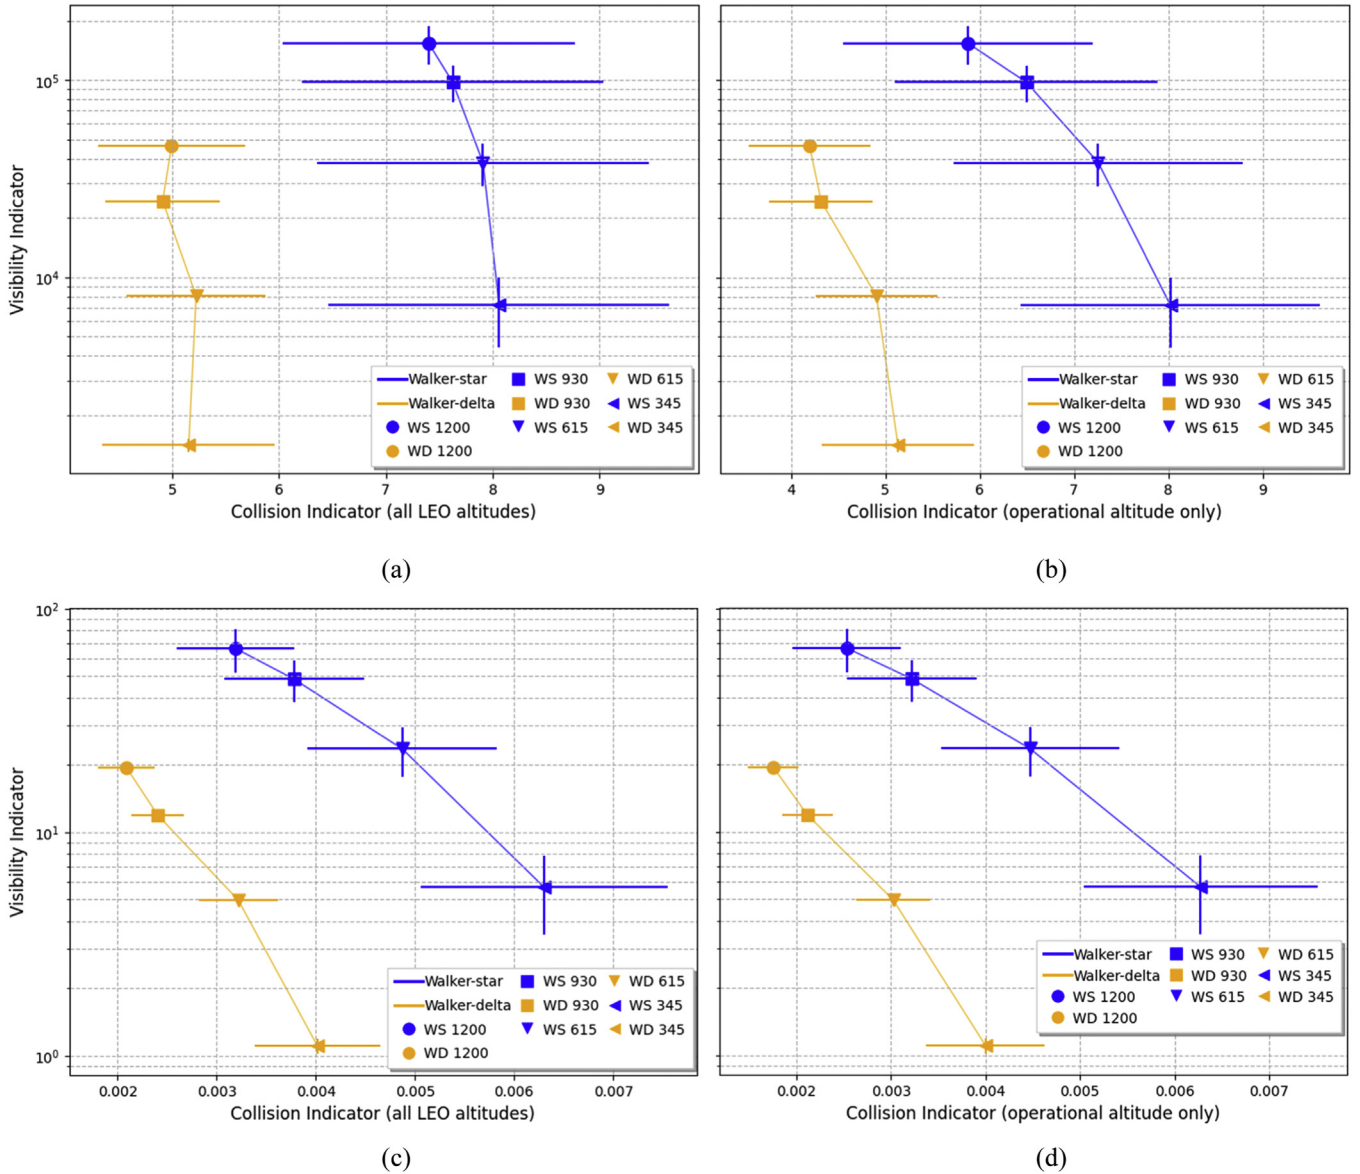 Visibility Indicator
10^5
10^4
Walker-star
WS 930
WD 615
Walker-delta
WD 930
WS 345
WS 1200
WS 615
WD 345
WD 1200
5 6 7 8 9
Collision Indicator (all LEO altitudes)
(a)
Walker-star
WS 930
WD 615
Walker-delta
WD 930
WS 345
WS 1200
WS 615
WD 345
WD 1200
4 5 6 7 8 9
Collision Indicator (operational altitude only)
(b)
Visibility Indicator
10^2
10^1
10^0
Walker-star
WS 930
WD 615
Walker-delta
WD 930
WS 345
WS 1200
WS 615
WD 345
WD 1200
0.002 0.003 0.004 0.005 0.006 0.007
Collision Indicator (all LEO altitudes)
(c)
Walker-star
WS 930
WD 615
Walker-delta
WD 930
WS 345
WS 1200
WS 615
WD 345
WD 1200
0.002 0.003 0.004 0.005 0.006 0.007
Collision Indicator (operational altitude only)
(d)